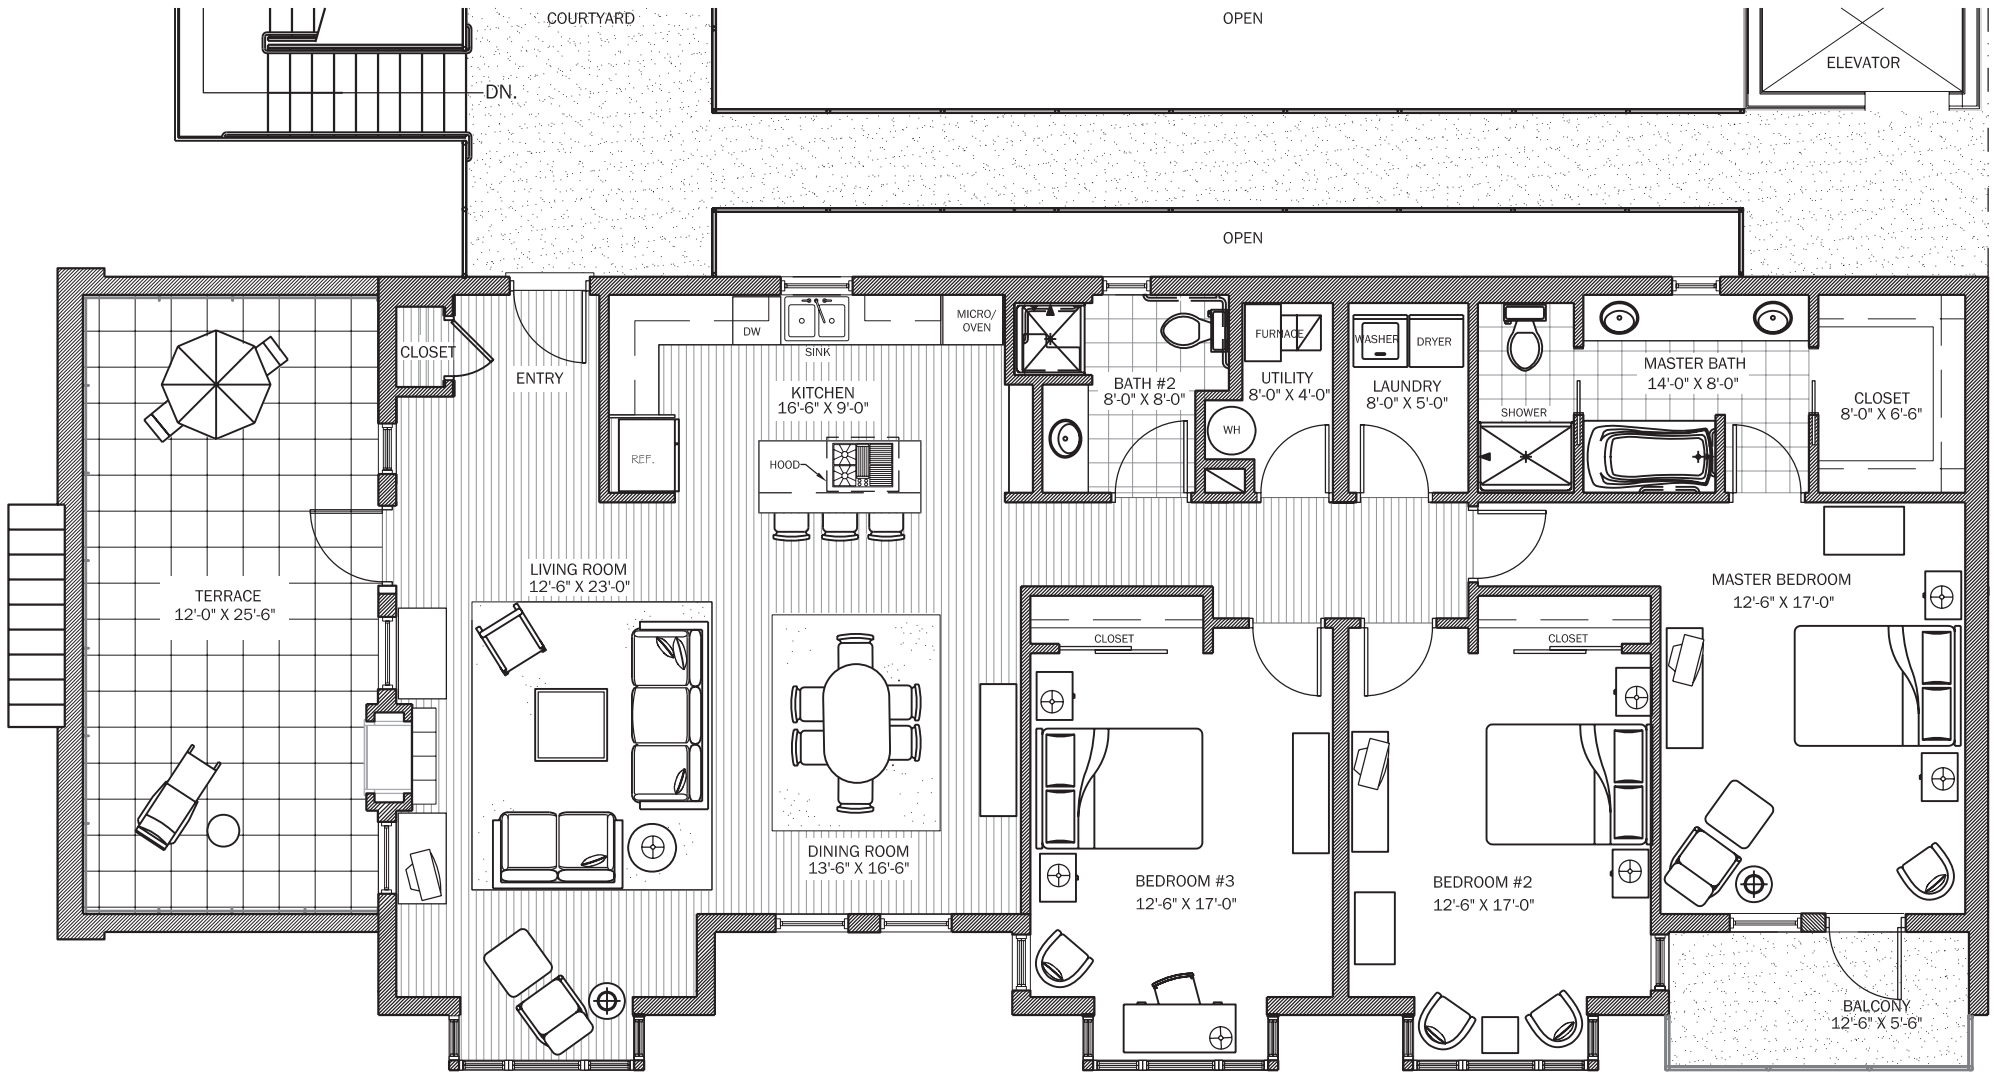 COURTYARD
OPEN
ELEVATOR
DN.
OPEN
CLOSET
ENTRY
DW
SINK
MICRO/
OVEN
KITCHEN
16'-6" X 9'-0"
REF.
HOOD
BATH #2
8'-0" X 8'-0"
FURNACE
UTILITY
8'-0" X 4'-0"
WH
WASHER
DRYER
LAUNDRY
8'-0" X 5'-0"
SHOWER
MASTER BATH
14'-0" X 8'-0"
CLOSET
8'-0" X 6'-6"
TERRACE
12'-0" X 25'-6"
LIVING ROOM
12'-6" X 23'-0"
CLOSET
CLOSET
MASTER BEDROOM
12'-6" X 17'-0"
DINING ROOM
13'-6" X 16'-6"
BEDROOM #3
12'-6" X 17'-0"
BEDROOM #2
12'-6" X 17'-0"
BALCONY
12'-6" X 5'-6"